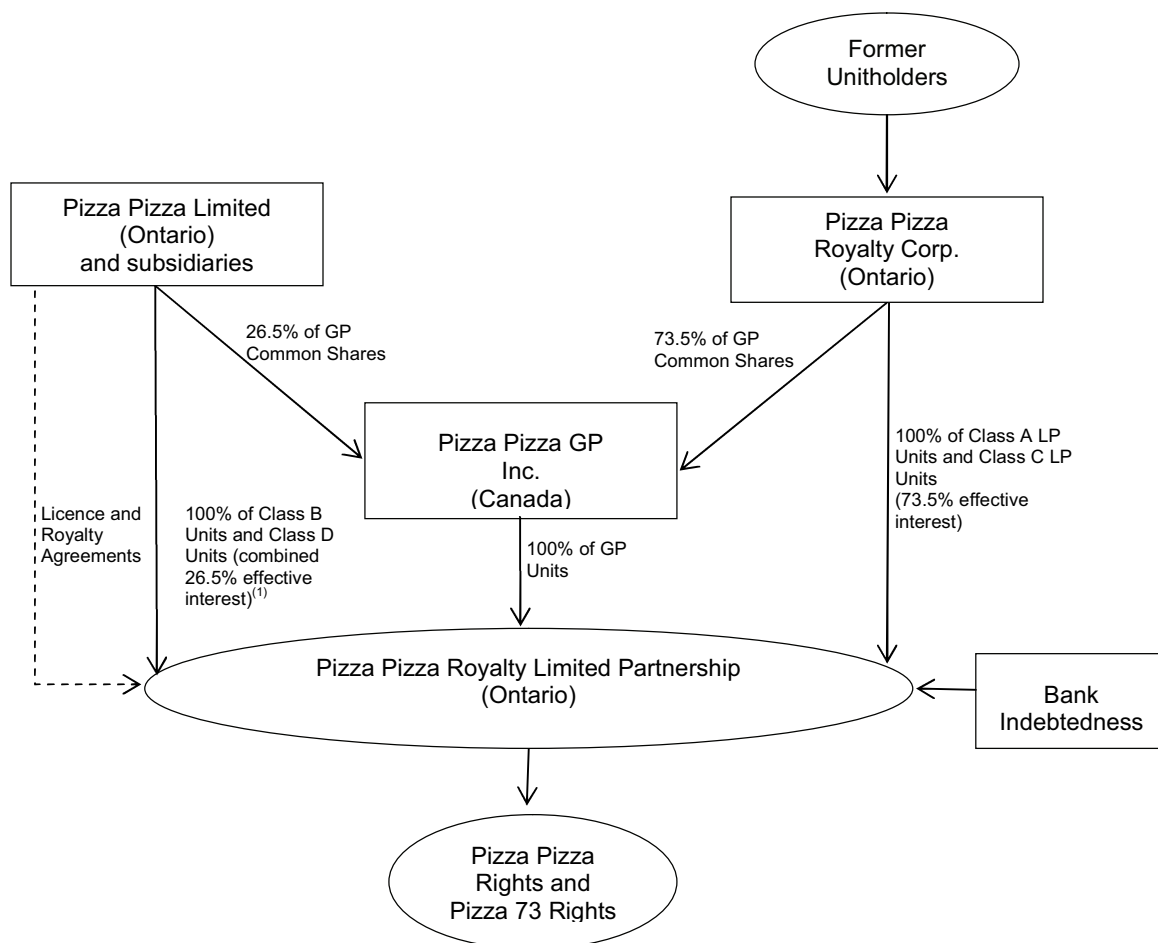 Former
Unitholders
Pizza Pizza Limited
(Ontario)
and subsidiaries
Pizza Pizza
Royalty Corp.
(Ontario)
26.5% of GP
Common Shares
73.5% of GP
Common Shares
Pizza Pizza GP
Inc.
(Canada)
Licence and
Royalty
Agreements
100% of Class B
Units and Class D
Units (combined
26.5% effective
interest)(1)
100% of GP
Units
100% of Class A LP
Units and Class C LP
Units
(73.5% effective
interest)
Pizza Pizza Royalty Limited Partnership
(Ontario)
Bank
Indebtedness
Pizza Pizza
Rights and
Pizza 73 Rights